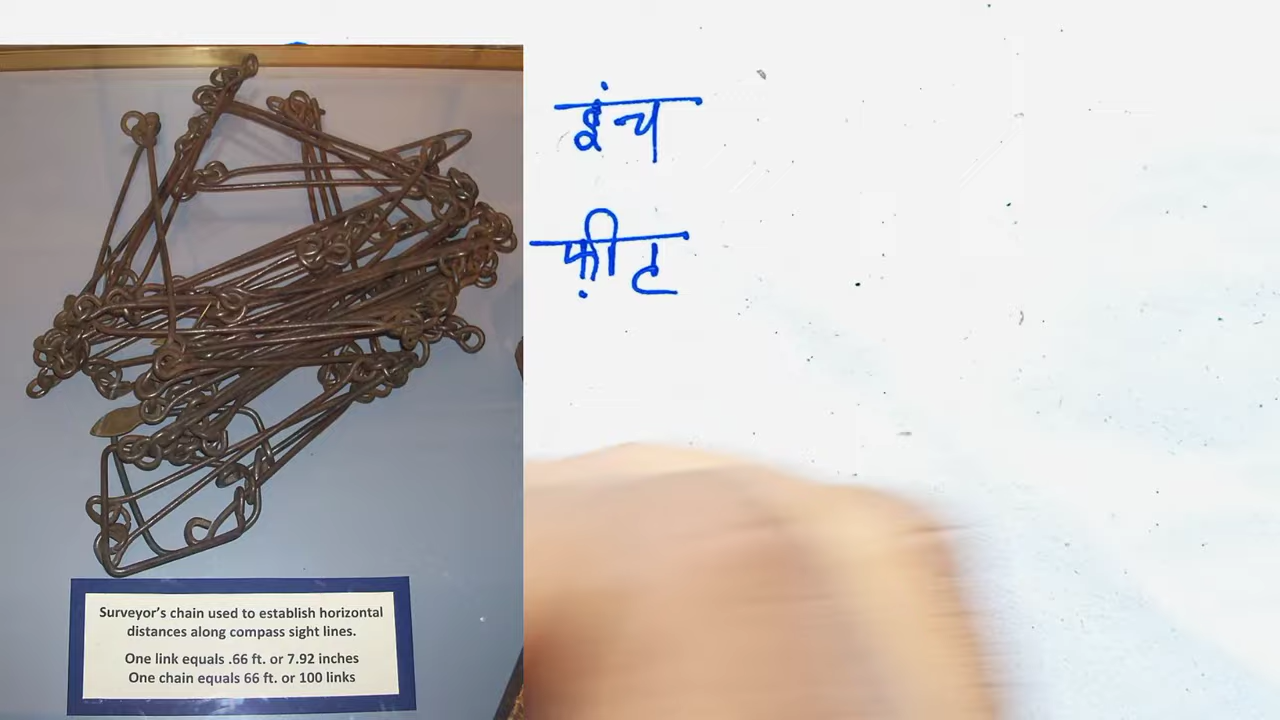 इंच
फ़ीट
Surveyor's chain used to establish horizontal
distances along compass sight lines.
One link equals .66 ft. or 7.92 inches
One chain equals 66 ft. or 100 links